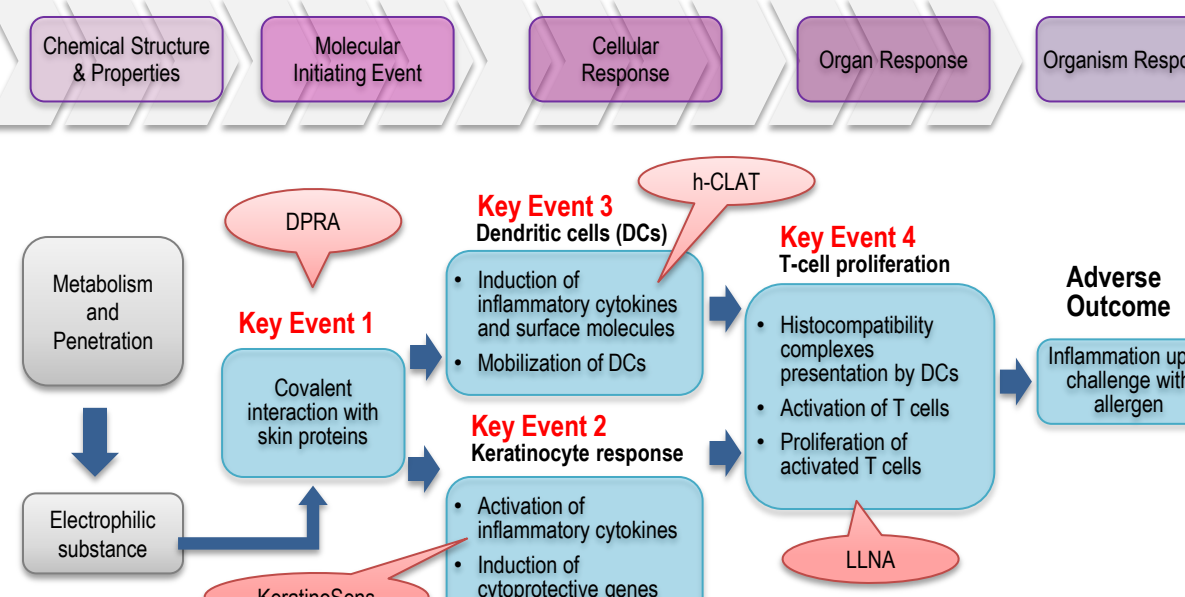 Chemical Structure
& Properties
Molecular
Initiating Event
Cellular
Response
Organ Response
Organism Respo
h-CLAT
DPRA
Key Event 3
Dendritic cells (DCs)
• Induction of
inflammatory cytokines
and surface molecules
• Mobilization of DCs
Key Event 4
T-cell proliferation
• Histocompatibility
complexes
presentation by DCs
• Activation of T cells
• Proliferation of
activated T cells
Adverse
Outcome
Inflammation up
challenge with
allergen
Metabolism
and
Penetration
Key Event 1
Covalent
interaction with
skin proteins
Key Event 2
Keratinocyte response
• Activation of
inflammatory cytokines
• Induction of
cytoprotective genes
Electrophilic
substance
KeratinoSens
LLNA